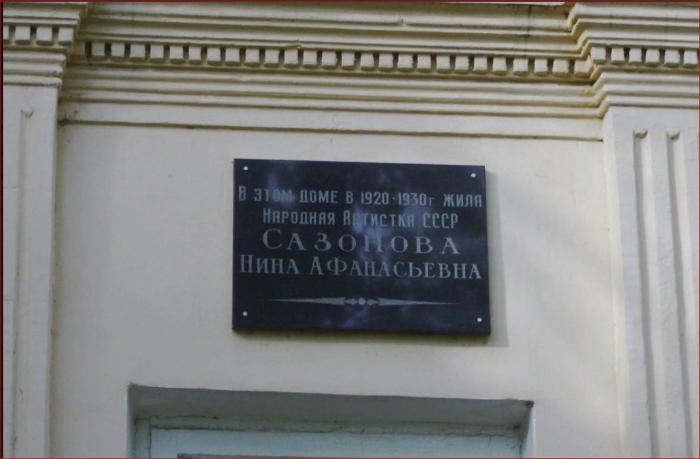 В этом доме в 1920-1930г жила
Народная Артистка СССР
Сазонова
Нина Афанасьевна